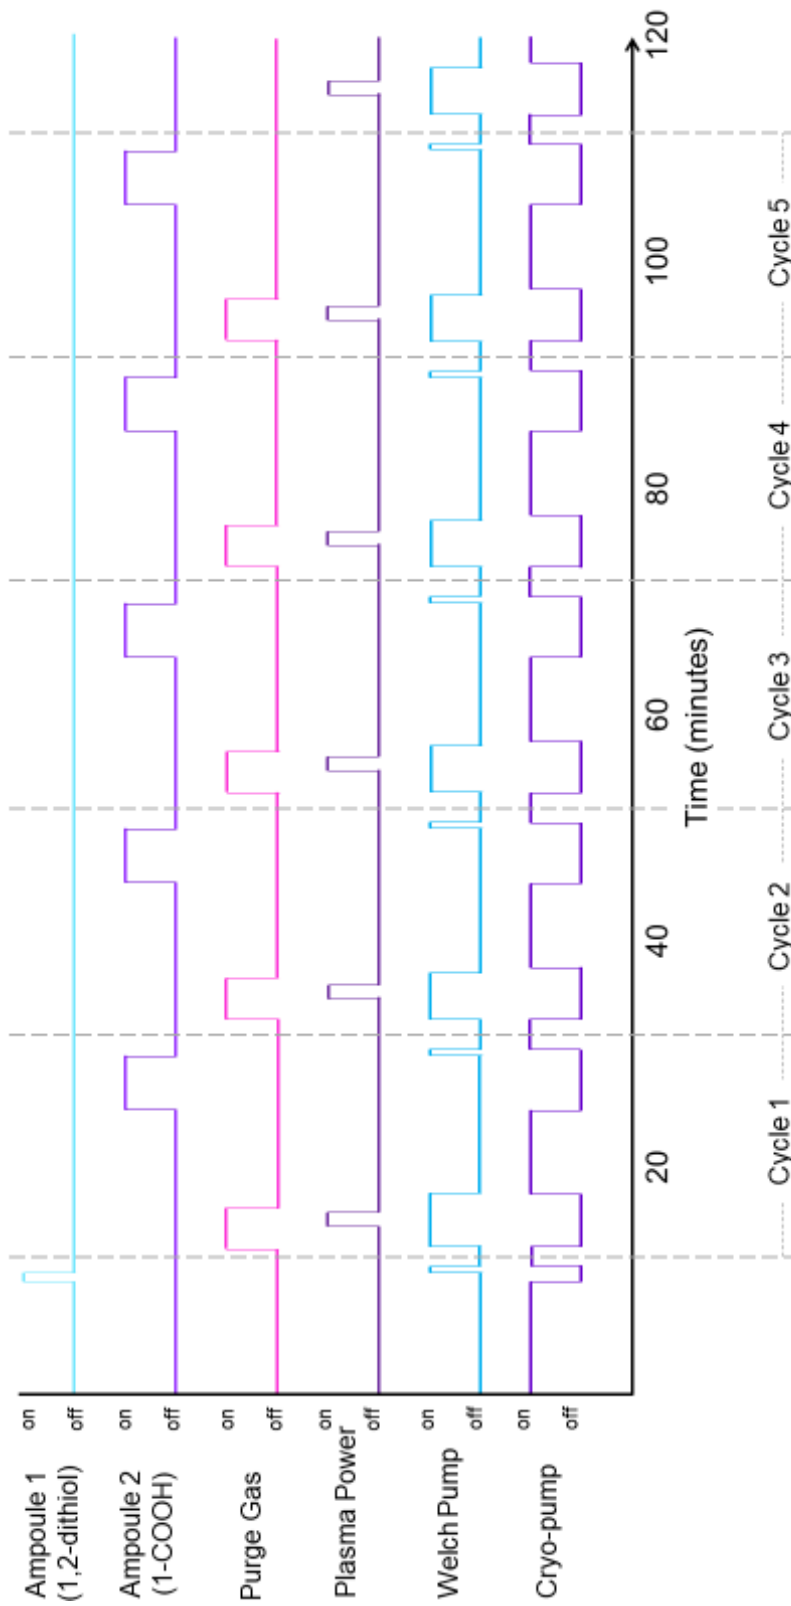 Ampoule 1
(1,2-dithiol)
on
off
Ampoule 2
(1-COOH)
on
off
Purge Gas
on
off
Plasma Power
on
off
Welch Pump
on
off
Cryo-pump
on
off
20
40
60
80
100
120
Time (minutes)
Cycle 1
Cycle 2
Cycle 3
Cycle 4
Cycle 5